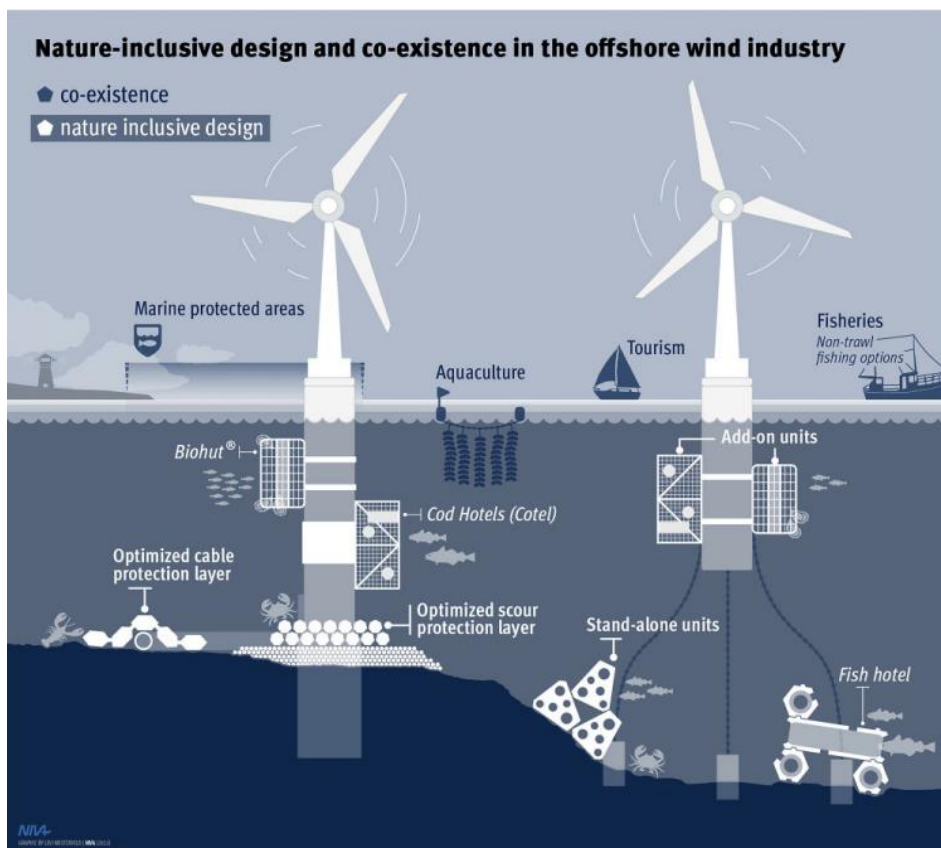 Nature-inclusive design and co-existence in the offshore wind industry
co-existence
nature inclusive design
Marine protected areas
Aquaculture
Tourism
Fisheries
Non-trawl
fishing options
Biohut®
Add-on units
Cod Hotels (Cotel)
Optimized cable
protection layer
Optimized scour
protection layer
Stand-alone units
Fish hotel
NIVA